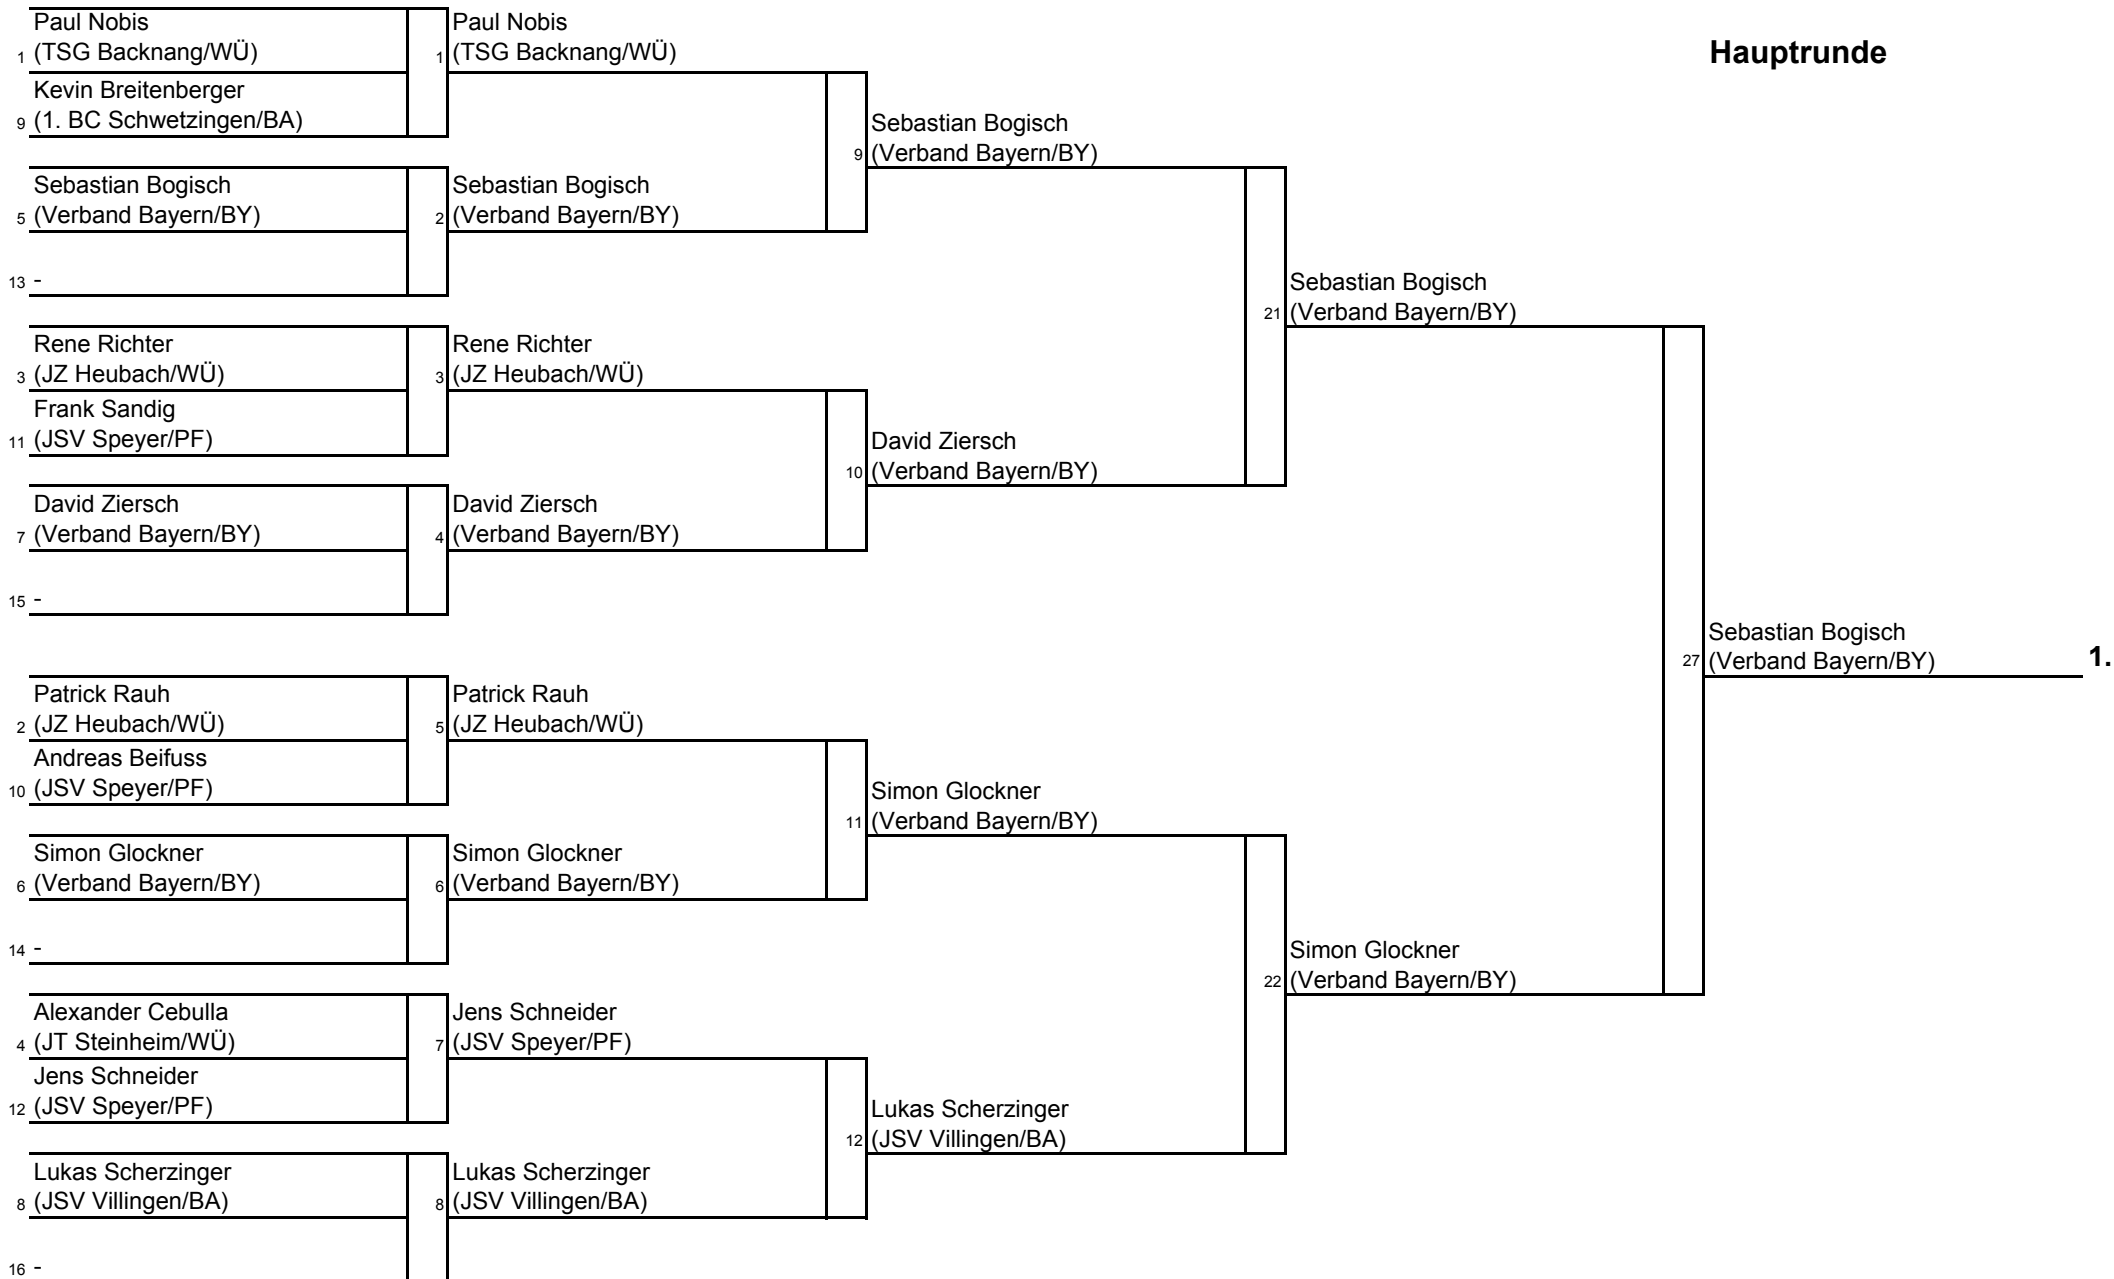 Hauptrunde
Paul Nobis
1 (TSG Backnang/WÜ)
Kevin Breitenberger
9 (1. BC Schwetzingen/BA)
Sebastian Bogisch
5 (Verband Bayern/BY)
13 -
Rene Richter
3 (JZ Heubach/WÜ)
Frank Sandig
11 (JSV Speyer/PF)
David Ziersch
7 (Verband Bayern/BY)
15 -
Patrick Rauh
2 (JZ Heubach/WÜ)
Andreas Beifuss
10 (JSV Speyer/PF)
Simon Glockner
6 (Verband Bayern/BY)
14 -
Alexander Cebulla
4 (JT Steinheim/WÜ)
Jens Schneider
12 (JSV Speyer/PF)
Lukas Scherzinger
8 (JSV Villingen/BA)
16 -
Paul Nobis
1 (TSG Backnang/WÜ)
Sebastian Bogisch
2 (Verband Bayern/BY)
Rene Richter
3 (JZ Heubach/WÜ)
David Ziersch
4 (Verband Bayern/BY)
Patrick Rauh
5 (JZ Heubach/WÜ)
Simon Glockner
6 (Verband Bayern/BY)
Jens Schneider
7 (JSV Speyer/PF)
Lukas Scherzinger
8 (JSV Villingen/BA)
Sebastian Bogisch
9 (Verband Bayern/BY)
David Ziersch
10 (Verband Bayern/BY)
Simon Glockner
11 (Verband Bayern/BY)
Lukas Scherzinger
12 (JSV Villingen/BA)
Sebastian Bogisch
21 (Verband Bayern/BY)
Simon Glockner
22 (Verband Bayern/BY)
Sebastian Bogisch
27 (Verband Bayern/BY) 1.